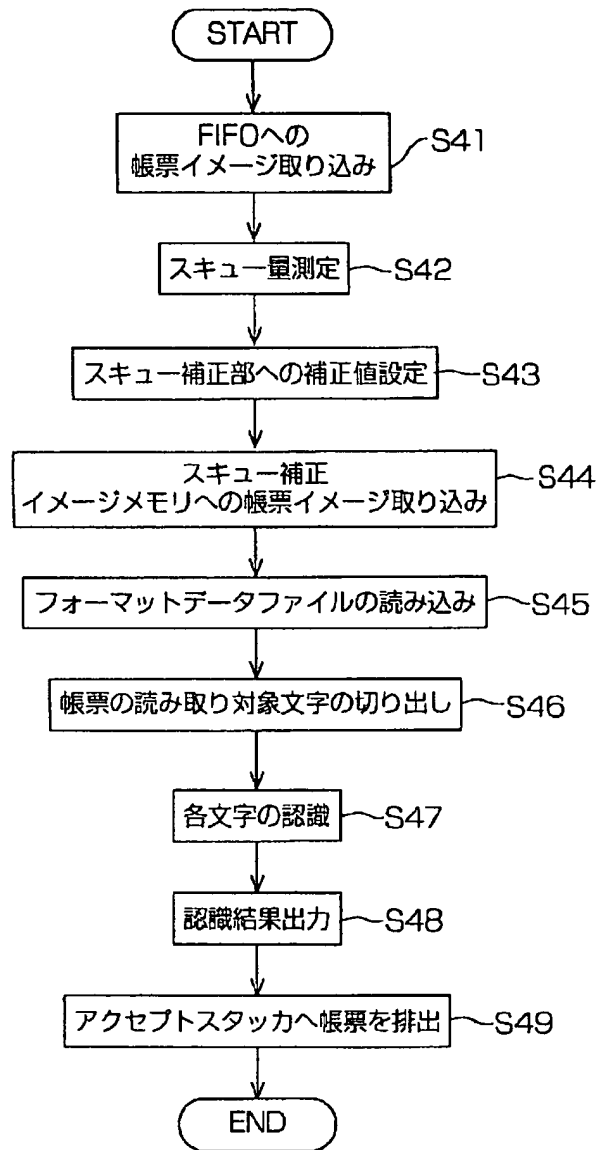 START
FIFOへの
帳票イメージ取り込み
S41
スキュー量測定
S42
スキュー補正部への補正値設定
S43
スキュー補正
イメージメモリへの帳票イメージ取り込み
S44
フォーマットデータファイルの読み込み
S45
帳票の読み取り対象文字の切り出し
S46
各文字の認識
S47
認識結果出力
S48
アクセプトスタッカへ帳票を排出
S49
END